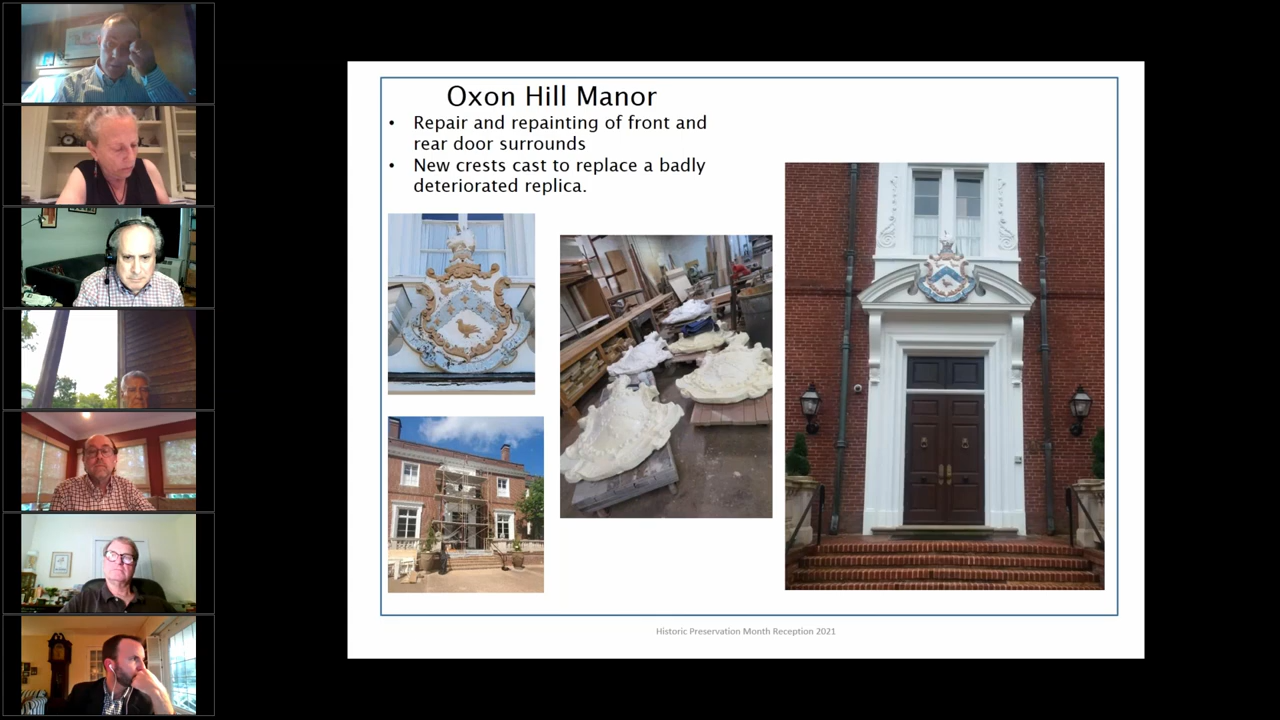 Oxon Hill Manor
• Repair and repainting of front and
rear door surrounds
• New crests cast to replace a badly
deteriorated replica.
Historic Preservation Month Reception 2021